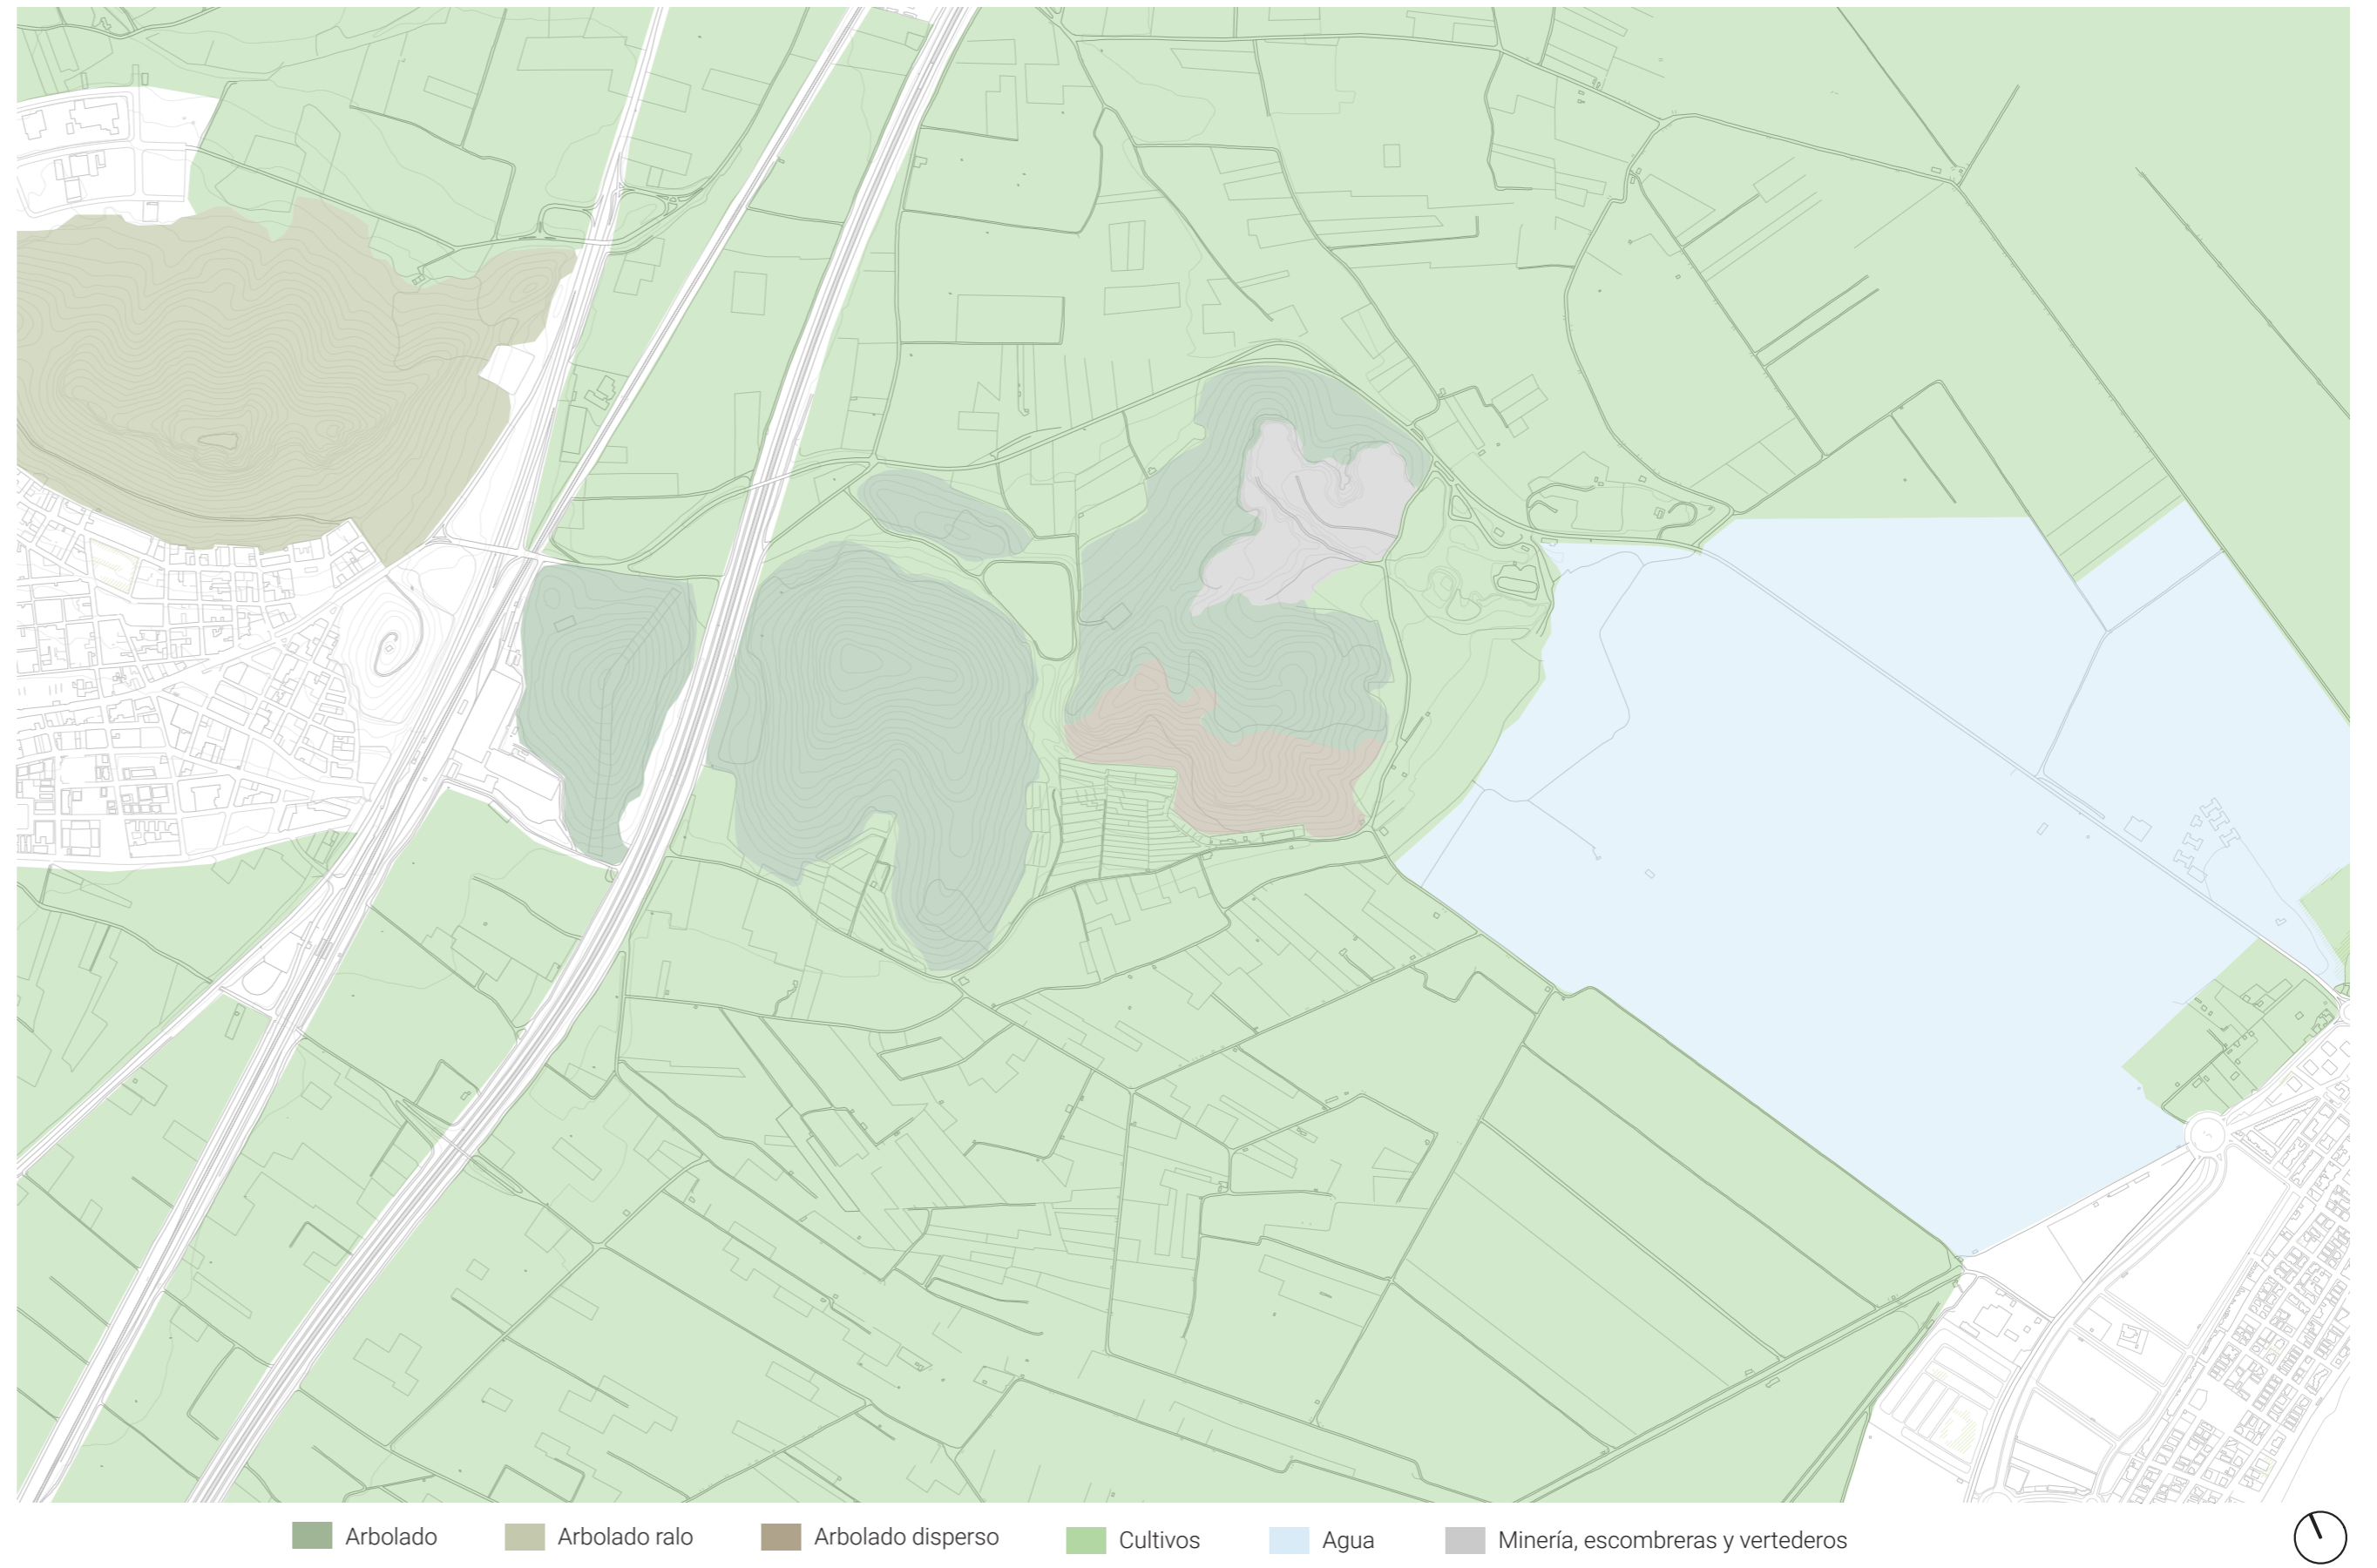 Arbolado
Arbolado ralo
Arbolado disperso
Cultivos
Agua
Minería, escombreras y vertederos